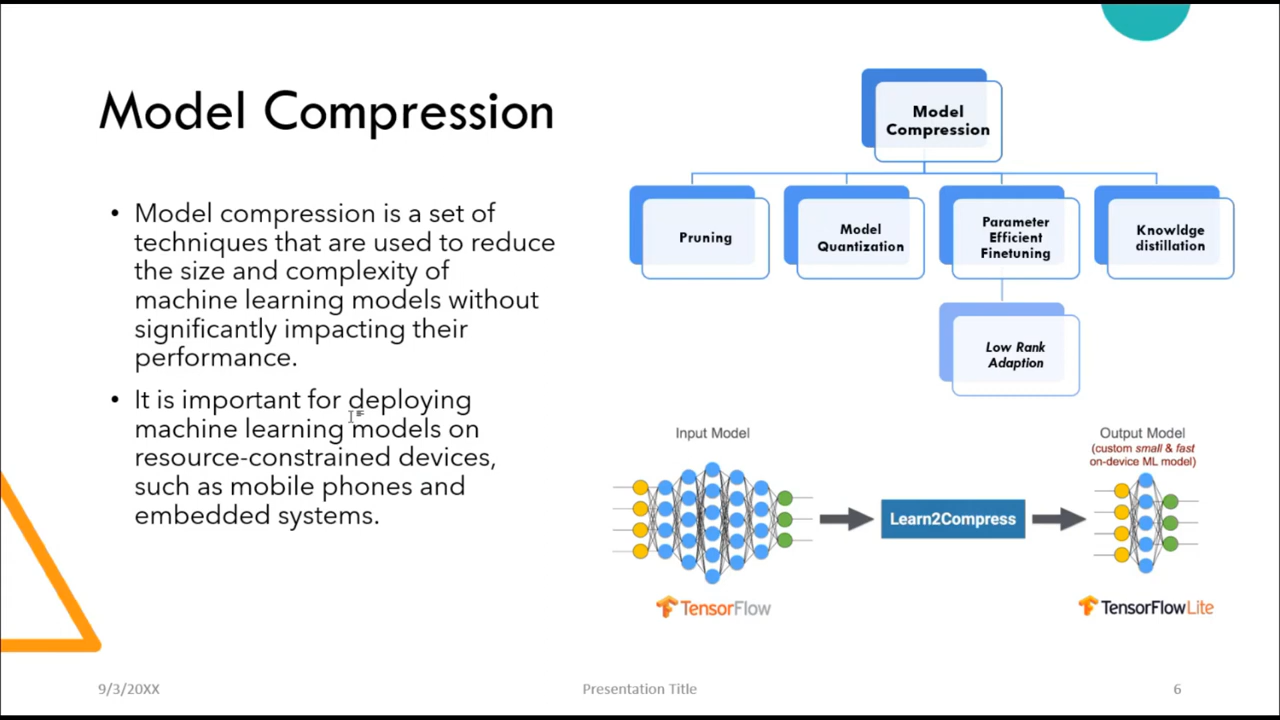 Model Compression
• Model compression is a set of
techniques that are used to reduce
the size and complexity of
machine learning models without
significantly impacting their
performance.
• It is important for deploying
machine learning models on
resource-constrained devices,
such as mobile phones and
embedded systems.
Model
Compression
Pruning
Model
Quantization
Parameter
Efficient
Finetuning
Knowldge
distillation
Low Rank
Adaption
Input Model
Output Model
(custom small & fast
on-device ML model)
Learn2Compress
TensorFlow
TensorFlowLite
9/3/20XX
Presentation Title
6